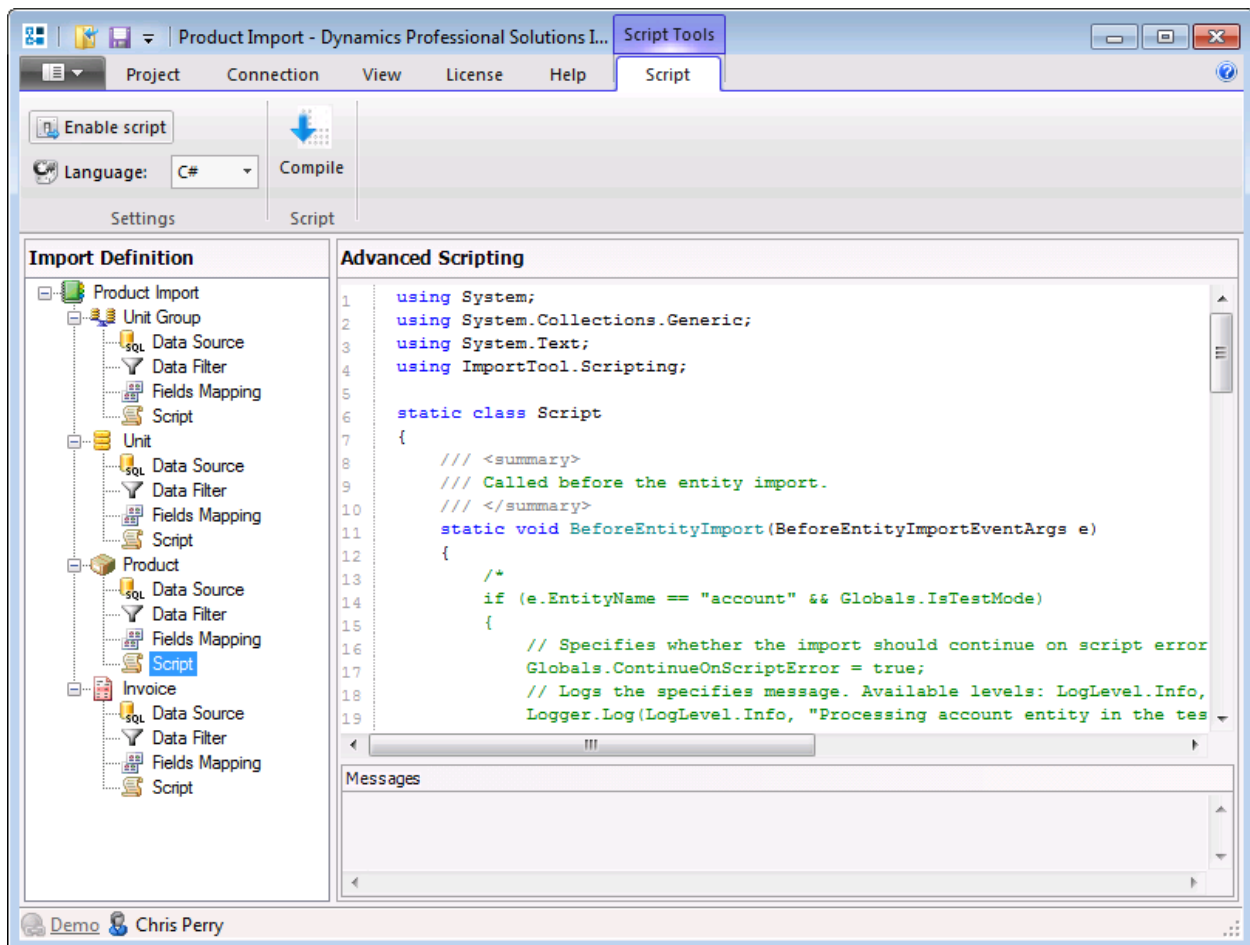 Product Import - Dynamics Professional Solutions I...
Script Tools
Project Connection View License Help Script
Enable script
Language: C#
Compile
Settings
Script
Import Definition
Product Import
Unit Group
SQL Data Source
Data Filter
Fields Mapping
Script
Unit
SQL Data Source
Data Filter
Fields Mapping
Script
Product
SQL Data Source
Data Filter
Fields Mapping
Script
Invoice
SQL Data Source
Data Filter
Fields Mapping
Script
Advanced Scripting
1 using System;
2 using System.Collections.Generic;
3 using System.Text;
4 using ImportTool.Scripting;
5
6 static class Script
7 {
8 /// <summary>
9 /// Called before the entity import.
10 /// </summary>
11 static void BeforeEntityImport(BeforeEntityImportEventArgs e)
12 {
13 /*
14 if (e.EntityName == "account" && Globals.IsTestMode)
15 {
16 // Specifies whether the import should continue on script error
17 Globals.ContinueOnScriptError = true;
18 // Logs the specifies message. Available levels: LogLevel.Info,
19 Logger.Log(LogLevel.Info, "Processing account entity in the tes
Messages
Demo Chris Perry